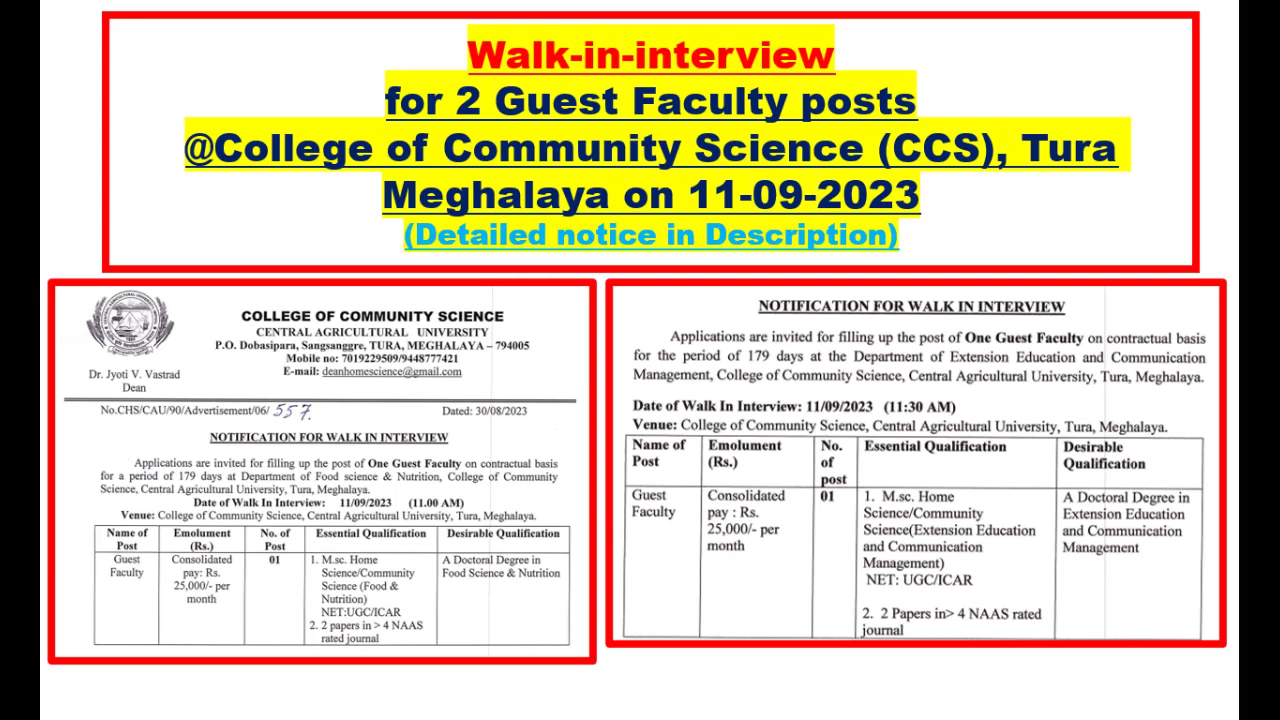 Walk-in-interview
for 2 Guest Faculty posts
@College of Community Science (CCS), Tura
Meghalaya on 11-09-2023
(Detailed notice in Description)
COLLEGE OF COMMUNITY SCIENCE
CENTRAL AGRICULTURAL UNIVERSITY
P.O. Dobasipara, Sangsanggre, TURA, MEGHALAYA – 794005
Mobile no: 7019229509/9448777421
E-mail: deanhomescience@gmail.com
Dr. Jyoti V. Vastrad
Dean
No.CHS/CAU/90/Advertisement/06/ 557. Dated: 30/08/2023
NOTIFICATION FOR WALK IN INTERVIEW
Applications are invited for filling up the post of One Guest Faculty on contractual basis
for a period of 179 days at Department of Food science & Nutrition, College of Community
Science, Central Agricultural University, Tura, Meghalaya.
Date of Walk In Interview: 11/09/2023 (11.00 AM)
Venue: College of Community Science, Central Agricultural University, Tura, Meghalaya.
Name of Post
Emolument (Rs.)
No. of Post
Essential Qualification
Desirable Qualification
Guest Faculty
Consolidated pay: Rs. 25,000/- per month
01
1. M.sc. Home
Science/Community
Science (Food &
Nutrition)
NET:UGC/ICAR
2. 2 papers in > 4 NAAS
rated journal
A Doctoral Degree in
Food Science & Nutrition
NOTIFICATION FOR WALK IN INTERVIEW
Applications are invited for filling up the post of One Guest Faculty on contractual basis
for the period of 179 days at the Department of Extension Education and Communication
Management, College of Community Science, Central Agricultural University, Tura, Meghalaya.
Date of Walk In Interview: 11/09/2023 (11:30 AM)
Venue: College of Community Science, Central Agricultural University, Tura, Meghalaya.
Name of Post
Emolument (Rs.)
No. of post
Essential Qualification
Desirable Qualification
Guest Faculty
Consolidated pay : Rs. 25,000/- per month
01
1. M.sc. Home
Science/Community
Science(Extension Education
and Communication
Management)
NET: UGC/ICAR
2. 2 Papers in> 4 NAAS rated
journal
A Doctoral Degree in
Extension Education
and Communication
Management